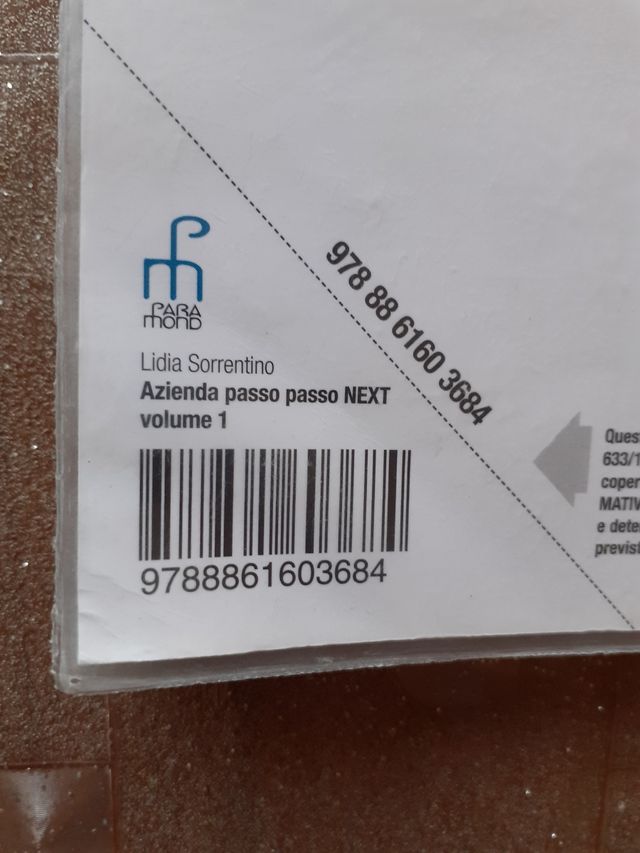 PARA
MOND
Lidia Sorrentino
Azienda passo passo NEXT
volume 1
9788861603684
978 88 6160 3684
Quest
633/1
coper
MATIV
e dete
previst